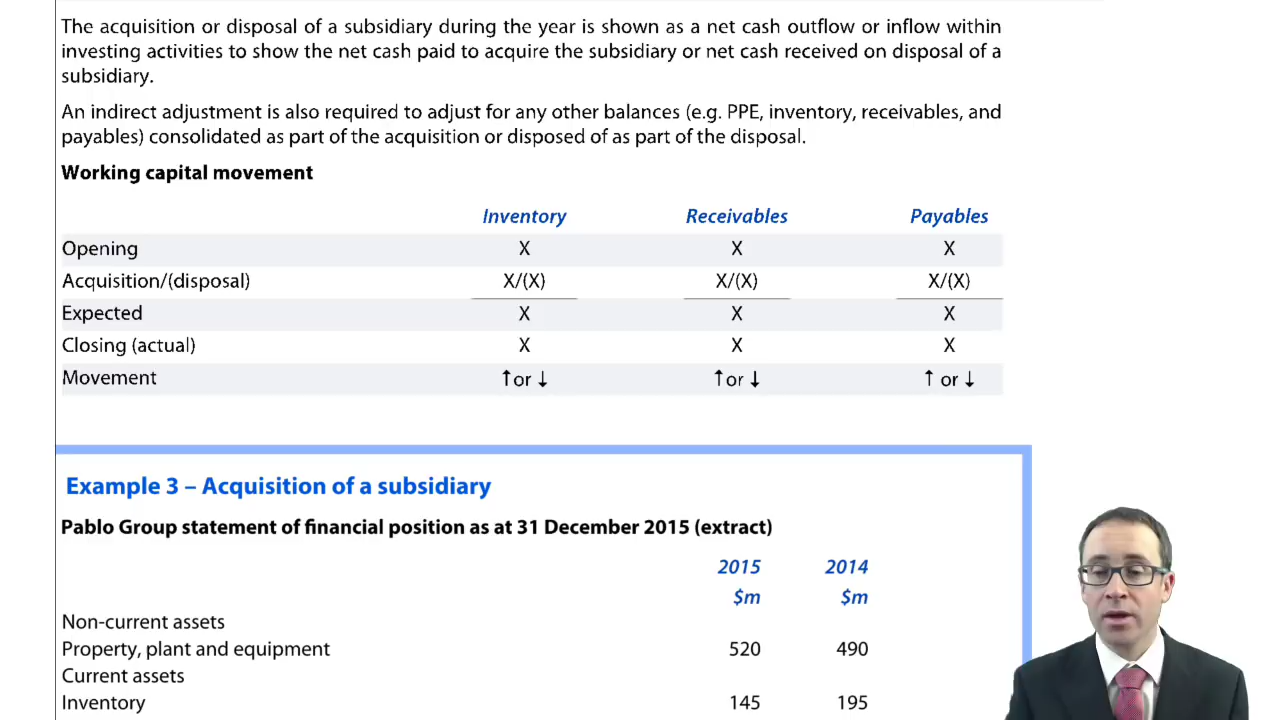 The acquisition or disposal of a subsidiary during the year is shown as a net cash outflow or inflow within
investing activities to show the net cash paid to acquire the subsidiary or net cash received on disposal of a
subsidiary.
An indirect adjustment is also required to adjust for any other balances (e.g. PPE, inventory, receivables, and
payables) consolidated as part of the acquisition or disposed of as part of the disposal.
Working capital movement
Inventory Receivables Payables
Opening X X X
Acquisition/(disposal) X/(X) X/(X) X/(X)
Expected X X X
Closing (actual) X X X
Movement ↑or ↓ ↑or ↓ ↑ or ↓
Example 3 – Acquisition of a subsidiary
Pablo Group statement of financial position as at 31 December 2015 (extract)
2015 2014
$m $m
Non-current assets
Property, plant and equipment 520 490
Current assets
Inventory 145 195